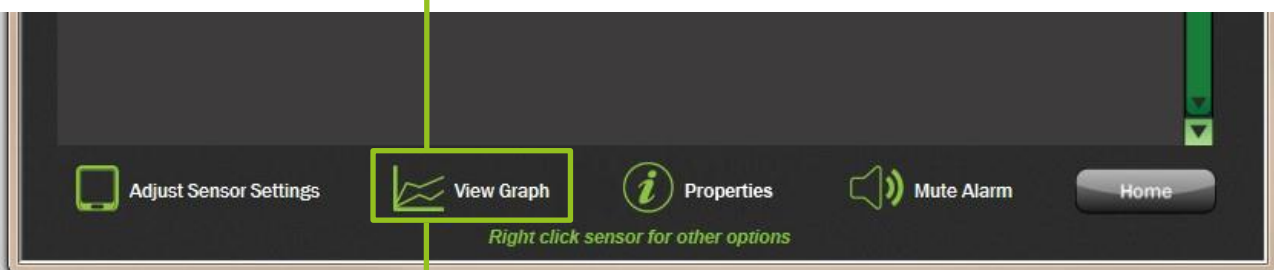 Adjust Sensor Settings
View Graph
Properties
Mute Alarm
Home
Right click sensor for other options